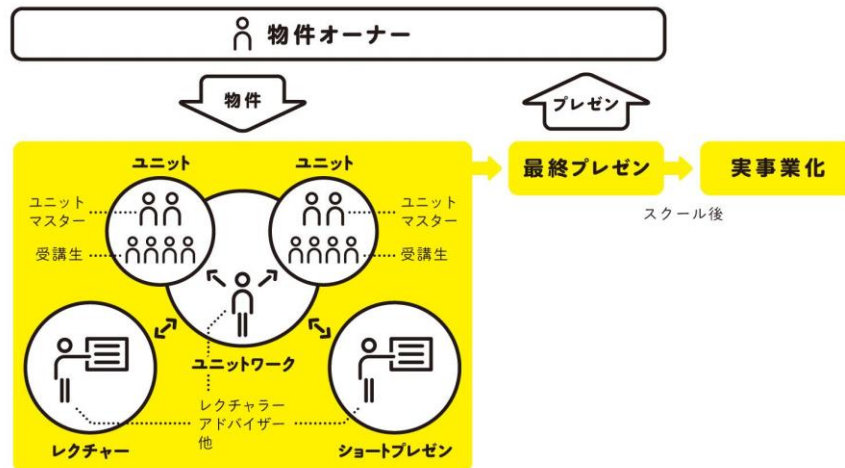 物件オーナー
物件
プレゼン
ユニット
ユニット
最終プレゼン
実事業化
ユニット
マスター
ユニット
マスター
スクール後
受講生
受講生
ユニットワーク
レクチャラー
アドバイザー
他
レクチャー
ショートプレゼン